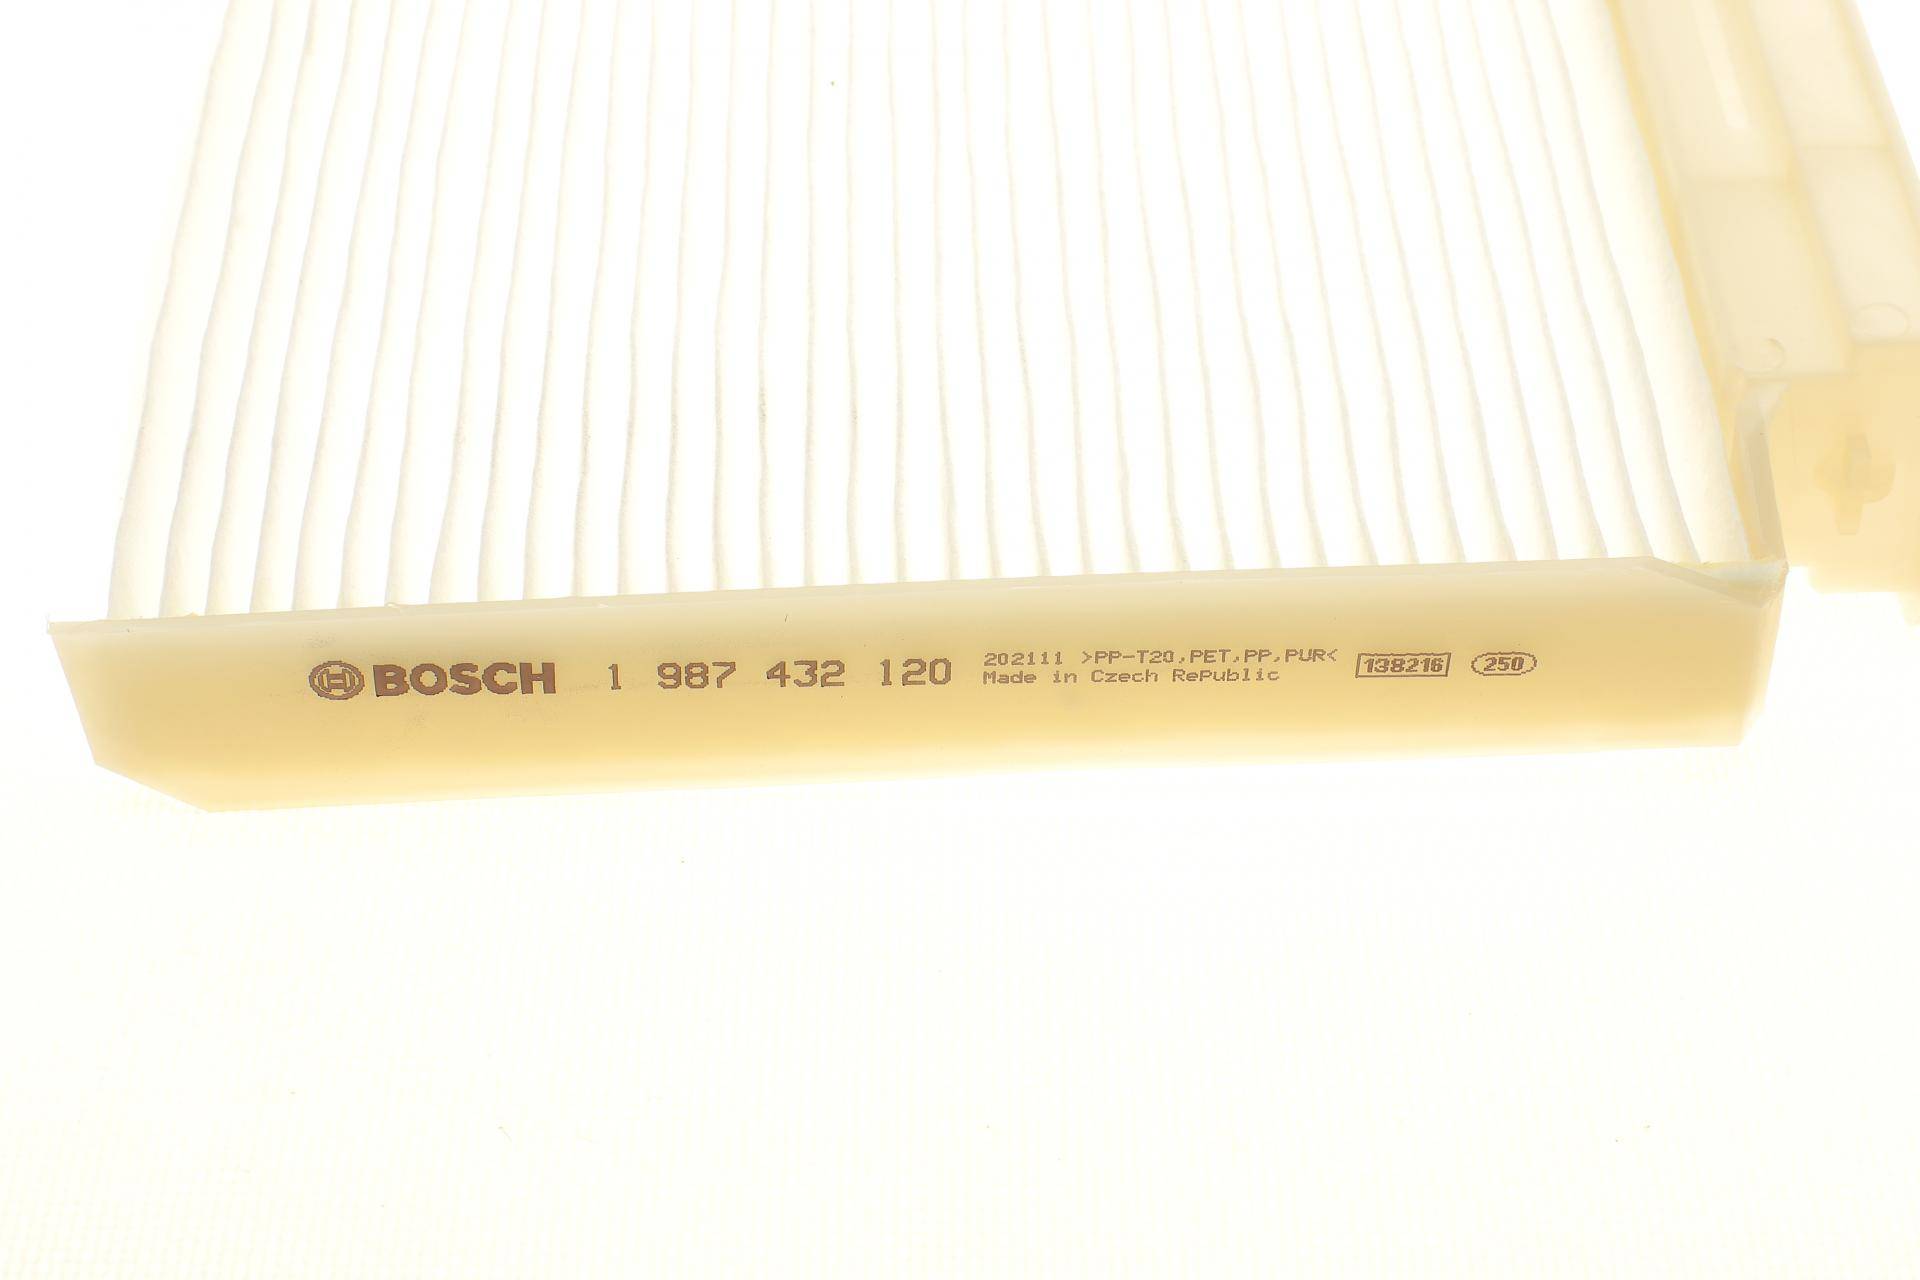 BOSCH 1 987 432 120
202111 >PP-T20,PET,PP,PUR< 138216 250
Made in Czech RePublic